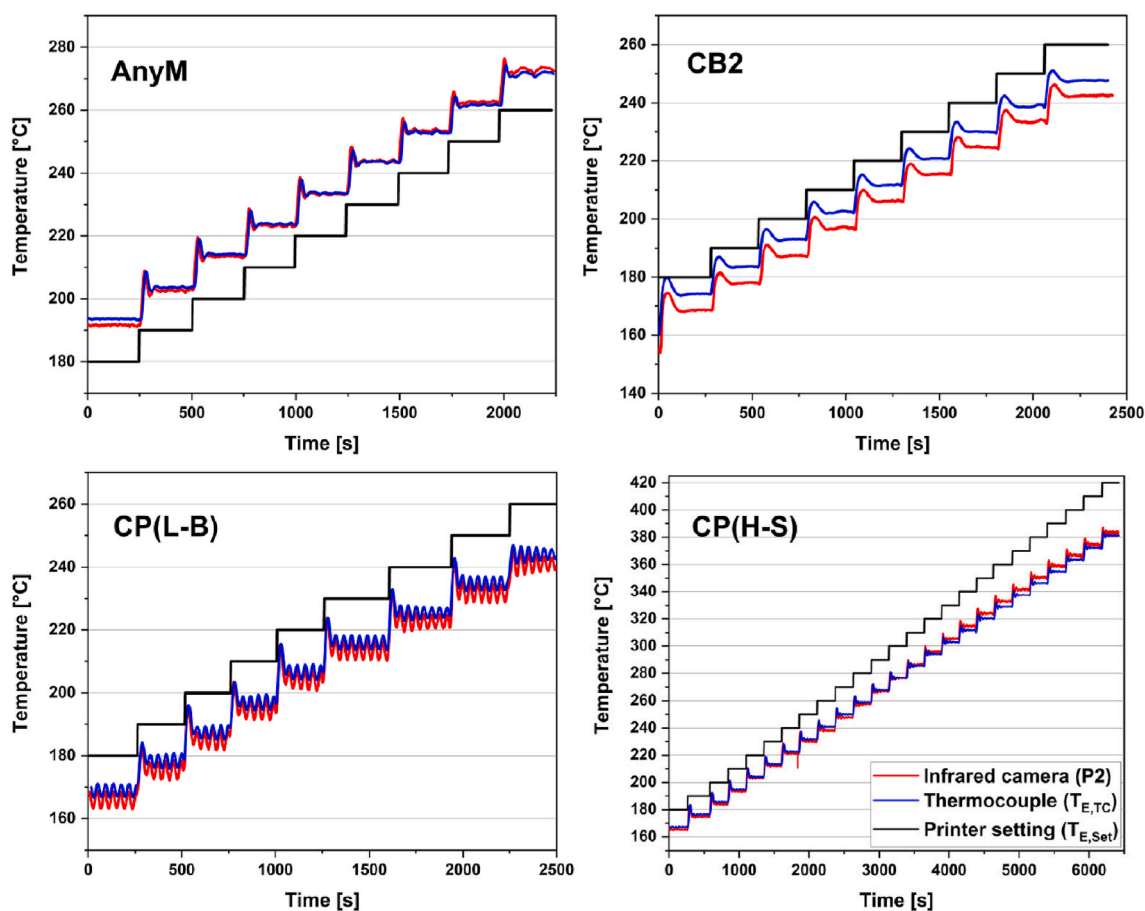 AnyM
Temperature [°C]
280
260
240
220
200
180
0 500 1000 1500 2000
Time [s]
CB2
Temperature [°C]
260
240
220
200
180
160
140
0 500 1000 1500 2000 2500
Time [s]
CP(L-B)
Temperature [°C]
260
240
220
200
180
160
0 500 1000 1500 2000 2500
Time [s]
CP(H-S)
Temperature [°C]
420
400
380
360
340
320
300
280
260
240
220
200
180
160
Infrared camera (P2)
Thermocouple (T_E,TC)
Printer setting (T_E,Set)
0 1000 2000 3000 4000 5000 6000
Time [s]